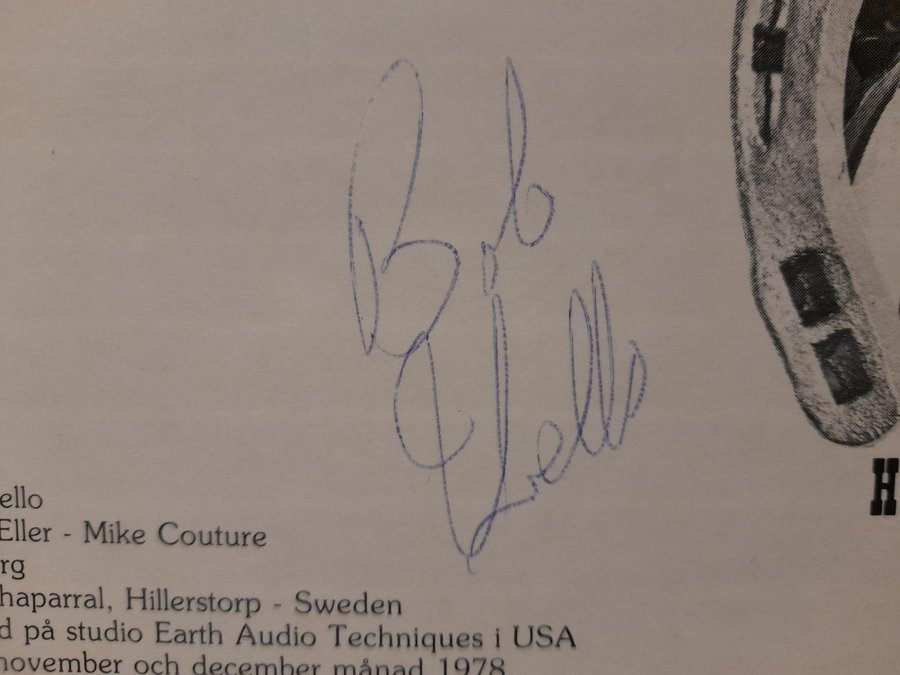 Bob
ello
Eller - Mike Couture
H
rg
haparral, Hillerstorp - Sweden
d på studio Earth Audio Techniques i USA
november och december månad 1978